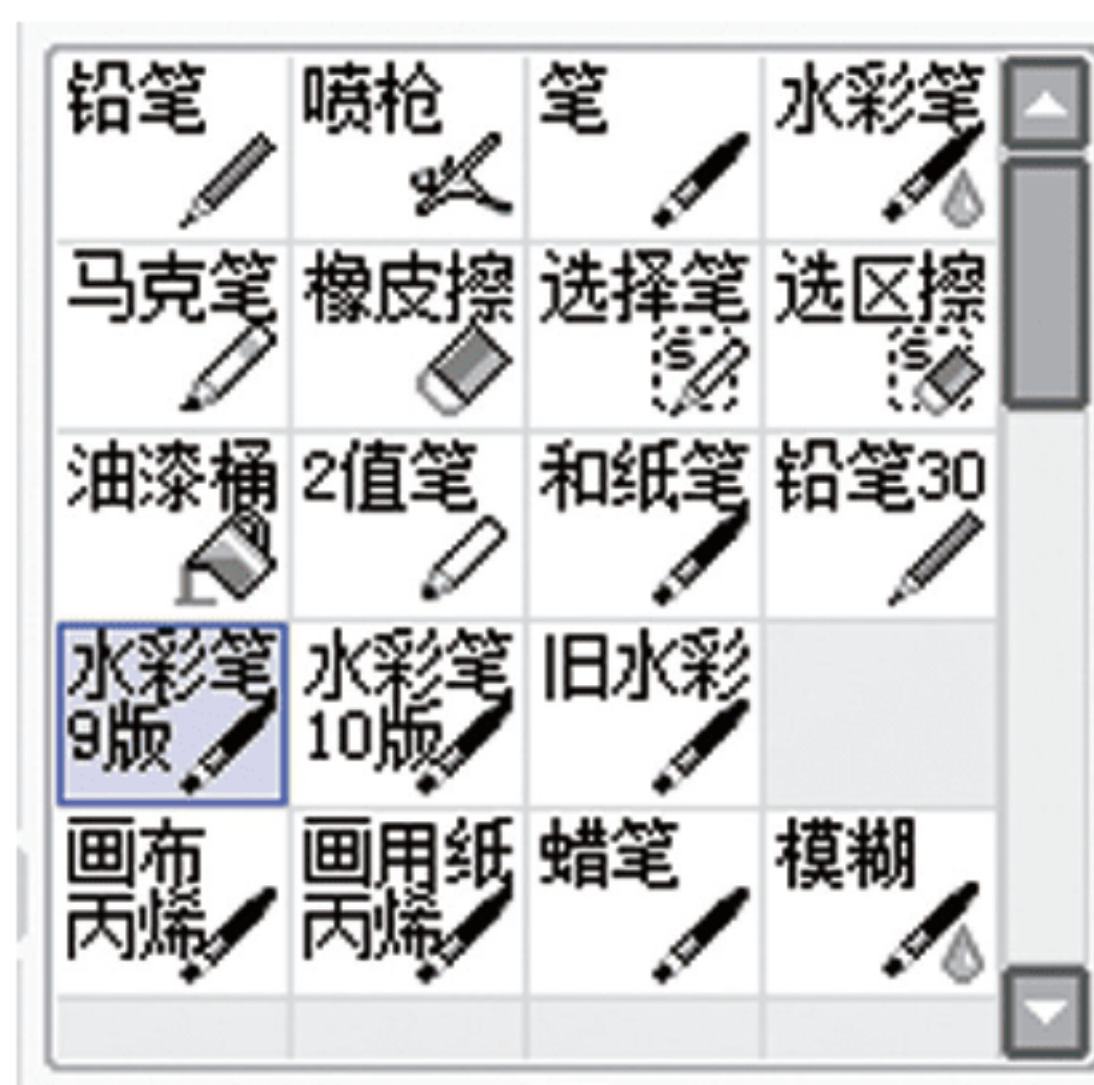 铅笔 喷枪 笔 水彩笔
马克笔 橡皮擦 选择笔 选区擦
油漆桶 2值笔 和纸笔 铅笔30
水彩笔 水彩笔 旧水彩
9版 10版
画布 画用纸 蜡笔 模糊
丙烯 丙烯